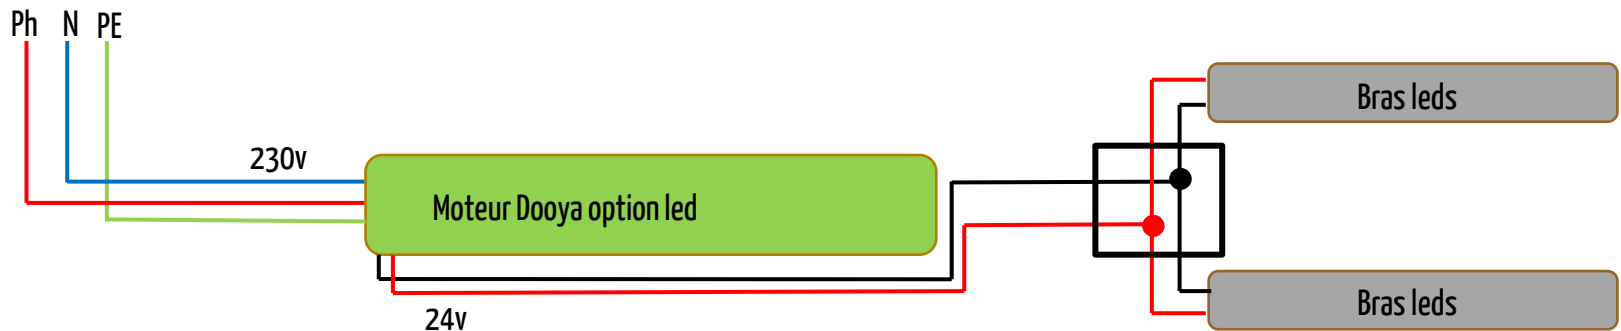 Ph N PE
230v
Bras leds
Moteur Dooya option led
24v
Bras leds